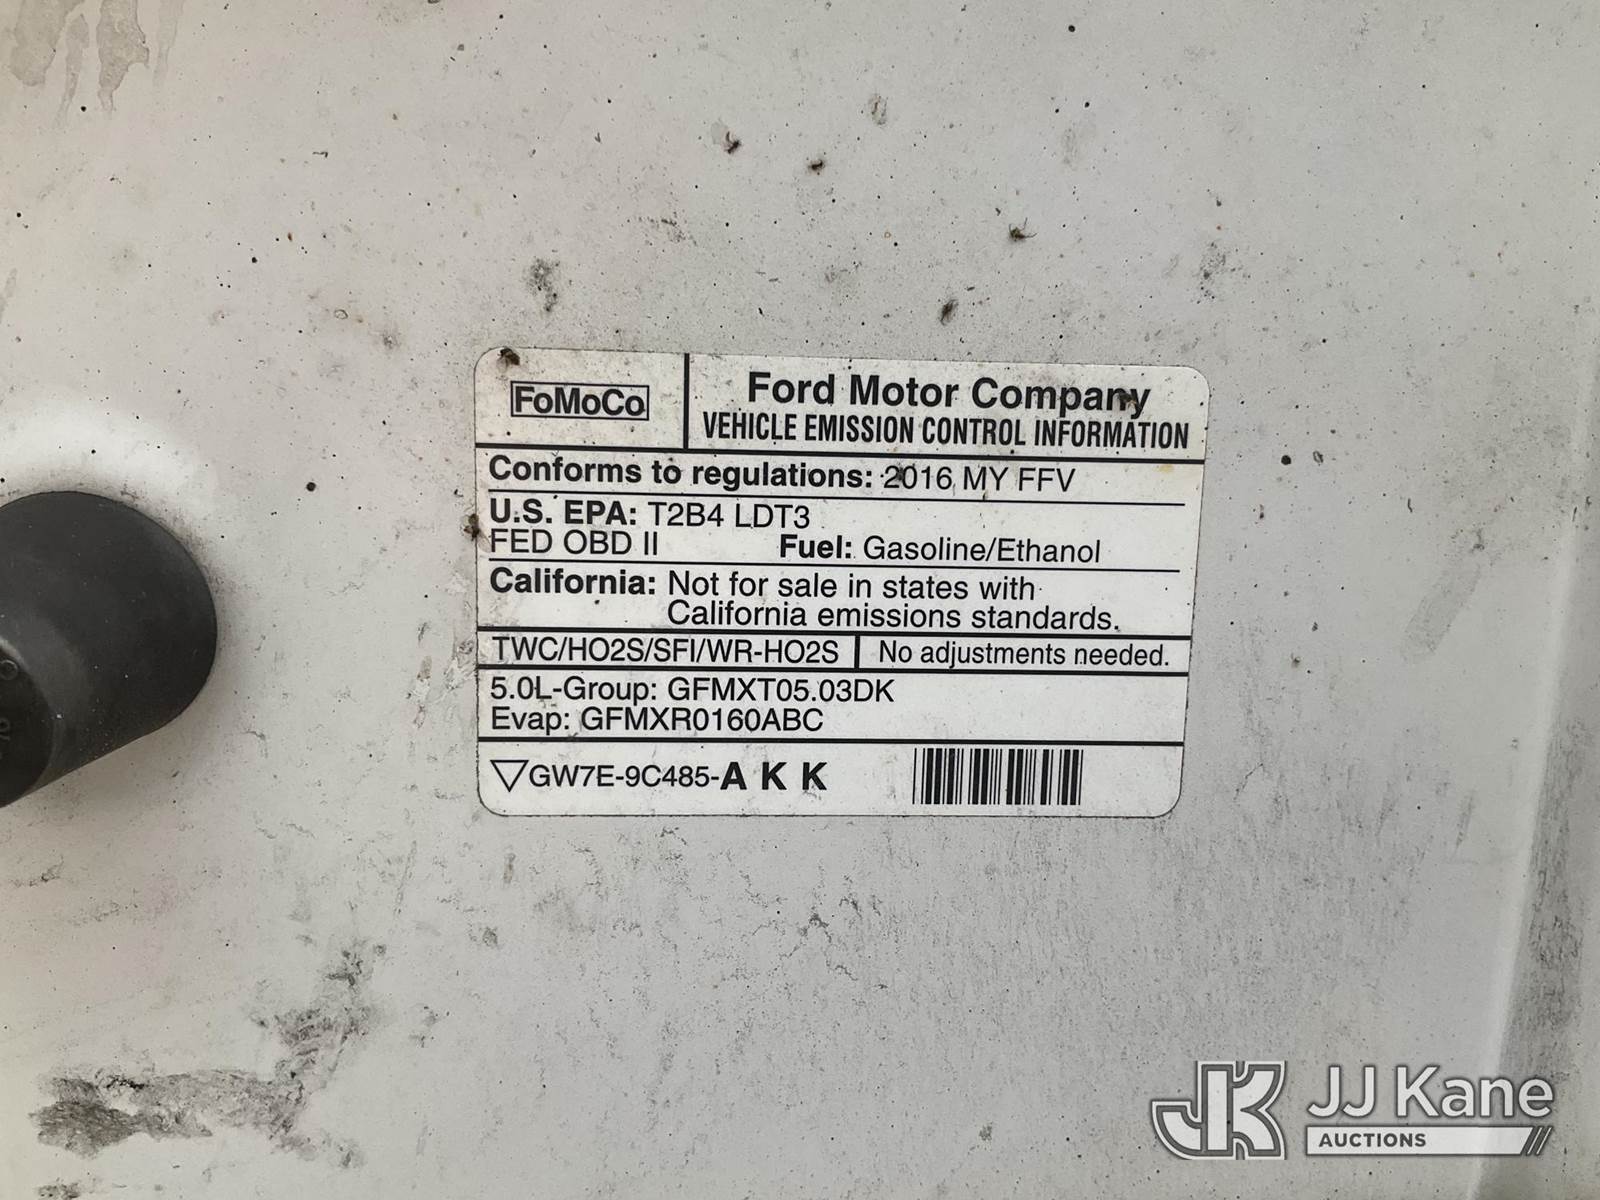 FoMoCo
Ford Motor Company
VEHICLE EMISSION CONTROL INFORMATION
Conforms to regulations: 2016 MY FFV
U.S. EPA: T2B4 LDT3
FED OBD II Fuel: Gasoline/Ethanol
California: Not for sale in states with
California emissions standards.
TWC/HO2S/SFI/WR-HO2S No adjustments needed.
5.0L-Group: GFMXT05.03DK
Evap: GFMXR0160ABC
GW7E-9C485-A K K
JK JJ Kane
AUCTIONS